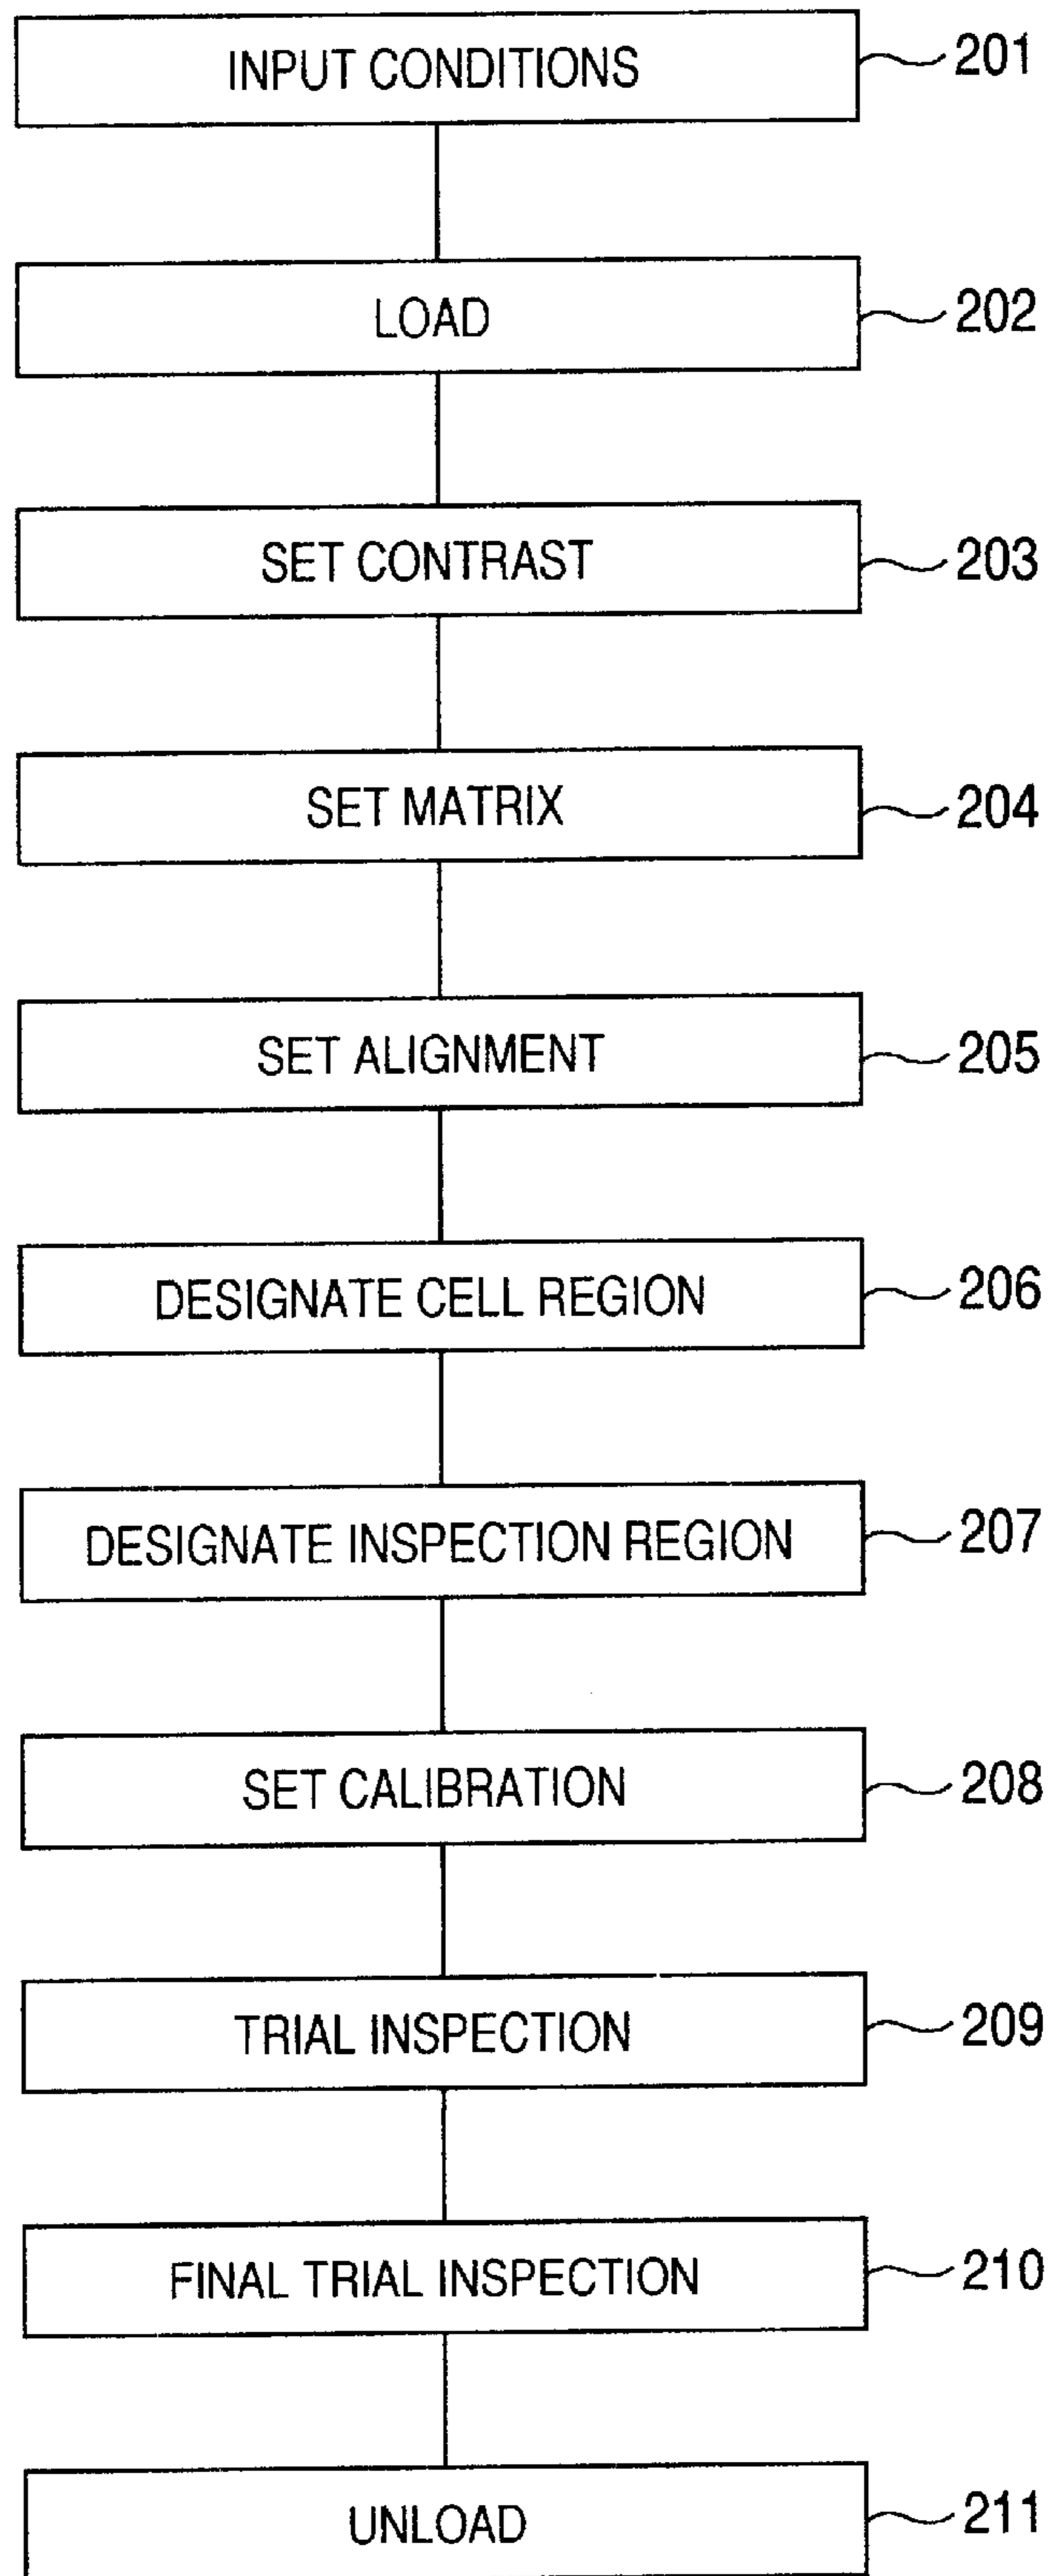 INPUT CONDITIONS 201
LOAD 202
SET CONTRAST 203
SET MATRIX 204
SET ALIGNMENT 205
DESIGNATE CELL REGION 206
DESIGNATE INSPECTION REGION 207
SET CALIBRATION 208
TRIAL INSPECTION 209
FINAL TRIAL INSPECTION 210
UNLOAD 211